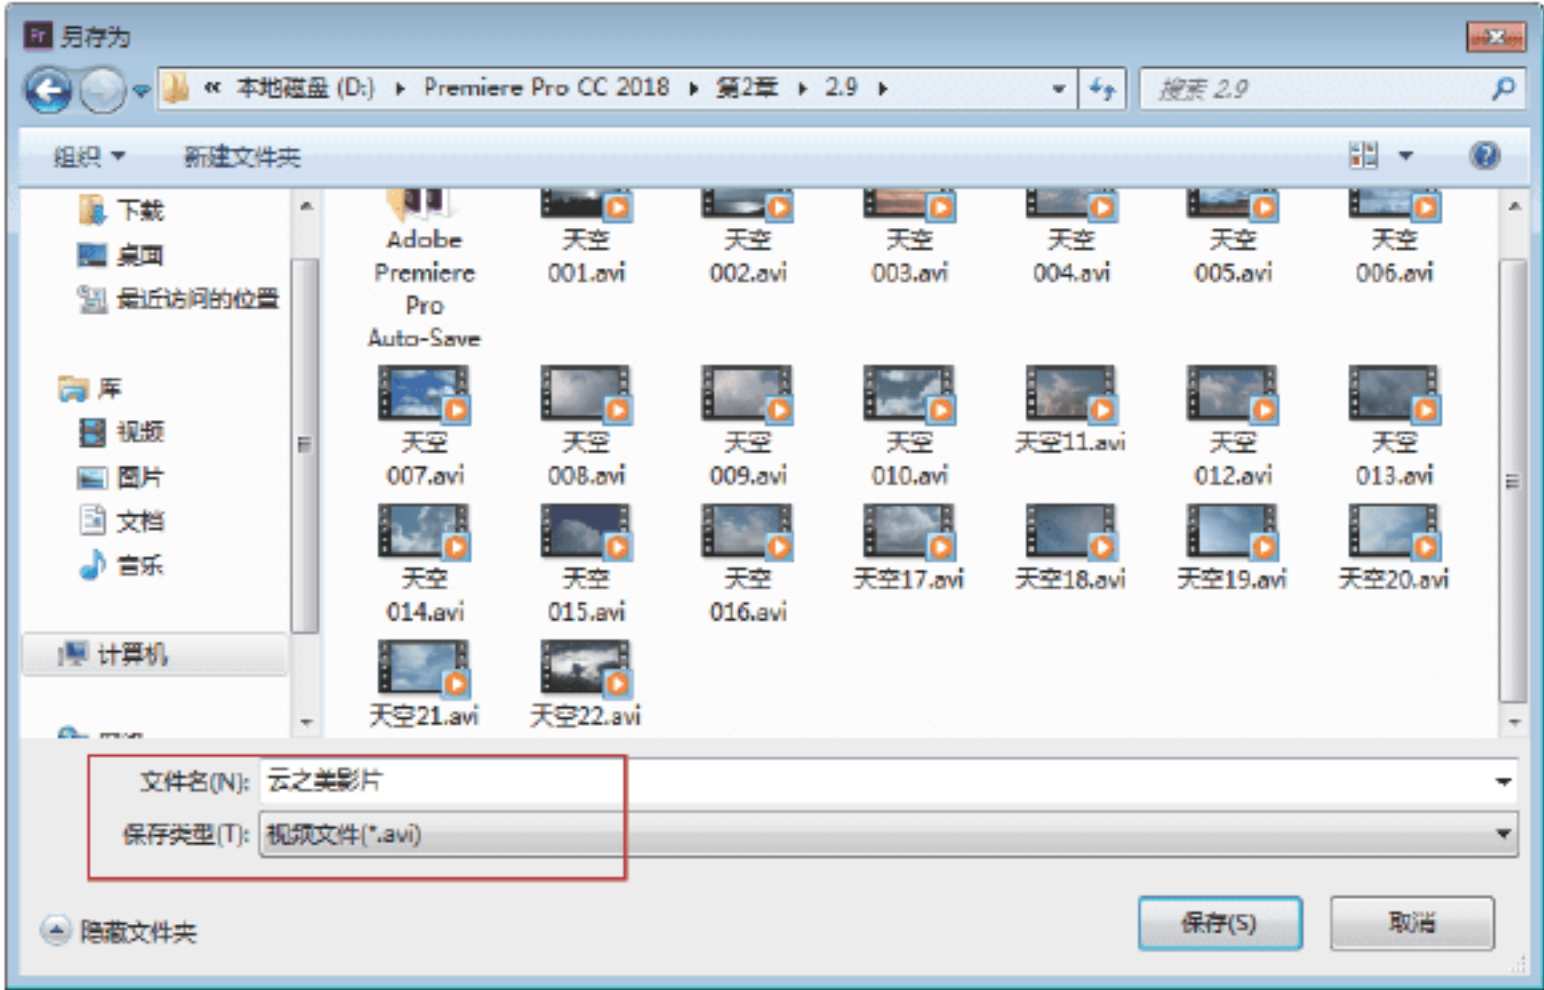 Pr 另存为
« 本地磁盘 (D:) Premiere Pro CC 2018 第2章 2.9
搜索 2.9
组织 新建文件夹
下载
桌面
最近访问的位置
库
视频
图片
文档
音乐
计算机
Adobe
Premiere
Pro
Auto-Save
天空
001.avi
天空
002.avi
天空
003.avi
天空
004.avi
天空
005.avi
天空
006.avi
天空
007.avi
天空
008.avi
天空
009.avi
天空
010.avi
天空11.avi
天空
012.avi
天空
013.avi
天空
014.avi
天空
015.avi
天空
016.avi
天空17.avi
天空18.avi
天空19.avi
天空20.avi
天空21.avi
天空22.avi
文件名(N): 云之美影片
保存类型(T): 视频文件(*.avi)
隐藏文件夹
保存(S)
取消